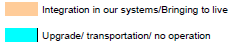 Integration in our systems/Bringing to live
Upgrade/ transportation/ no operation